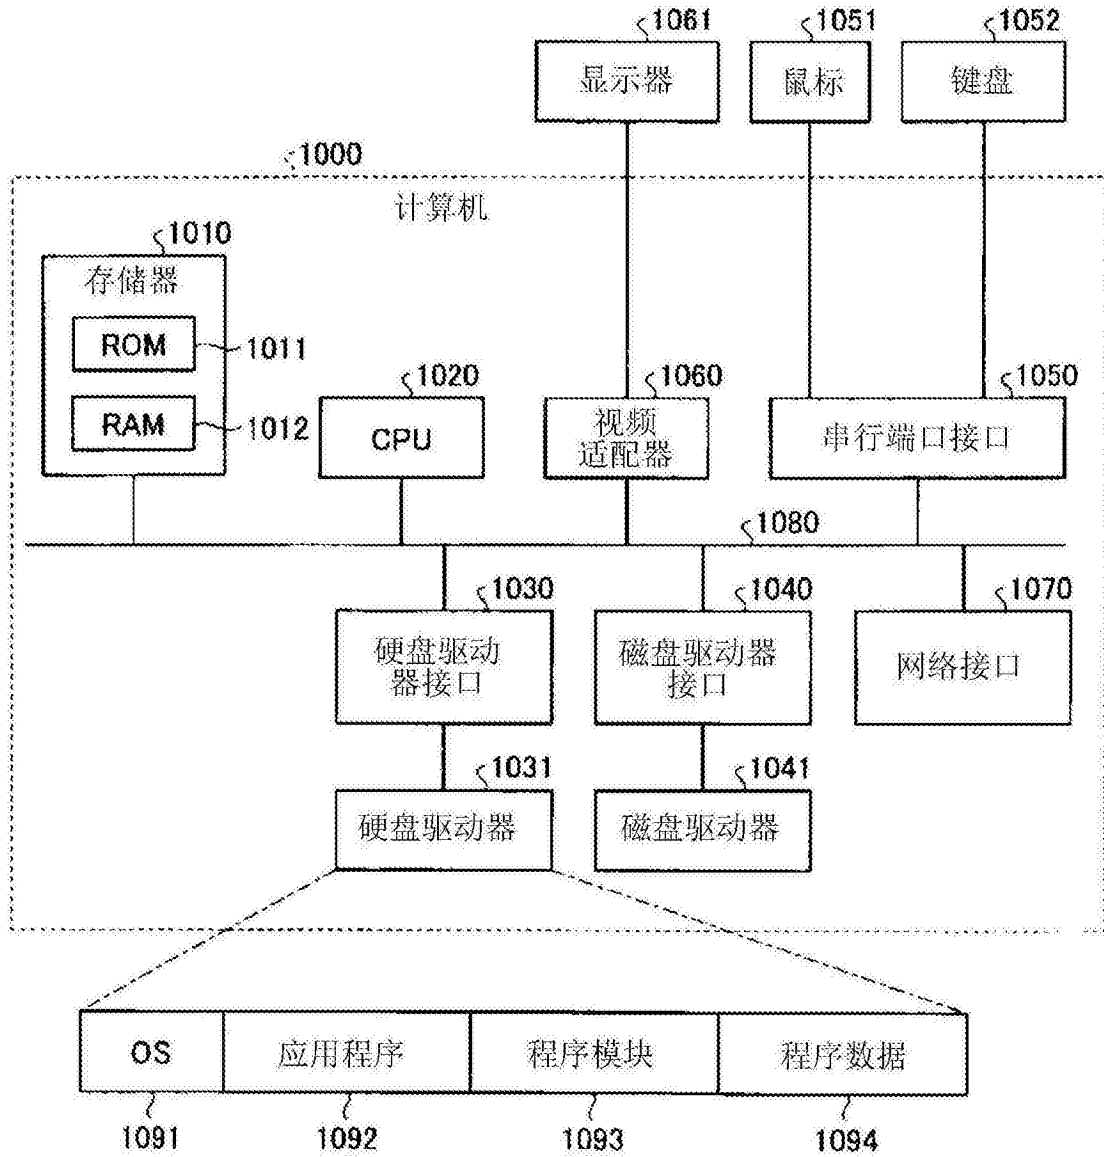 1061
1051
1052
显示器
鼠标
键盘
1000
计算机
1010
存储器
ROM
1011
RAM
1012
1020
CPU
1060
视频
适配器
1050
串行端口接口
1080
1030
硬盘驱动
器接口
1040
磁盘驱动器
接口
1070
网络接口
1031
硬盘驱动器
1041
磁盘驱动器
OS
应用程序
程序模块
程序数据
1091
1092
1093
1094